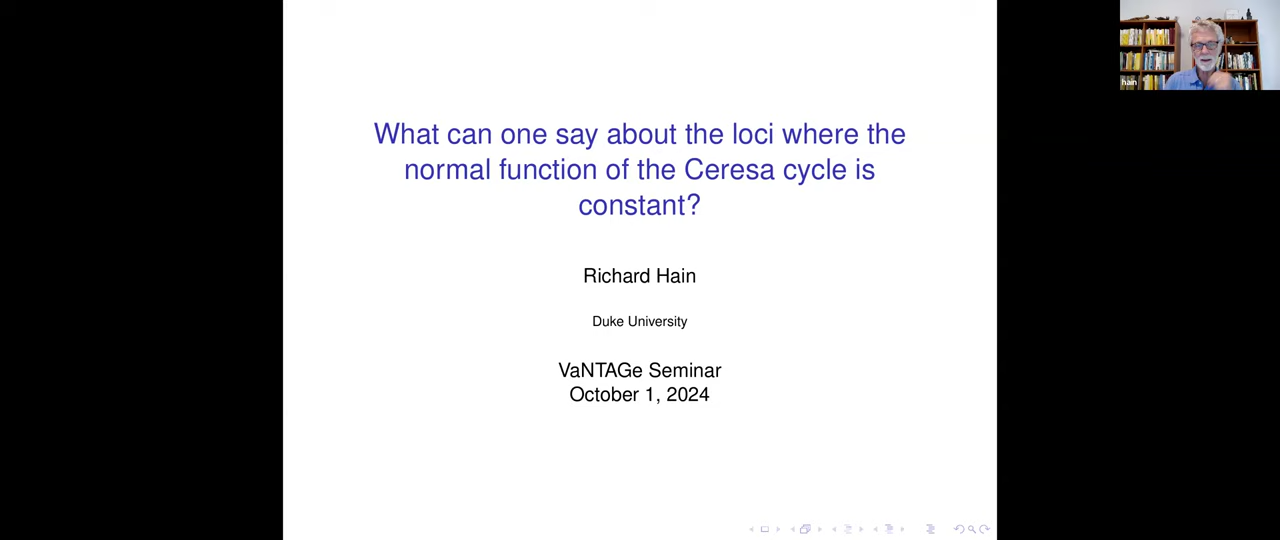 What can one say about the loci where the
normal function of the Ceresa cycle is
constant?
Richard Hain
Duke University
VaNTAGe Seminar
October 1, 2024
hain